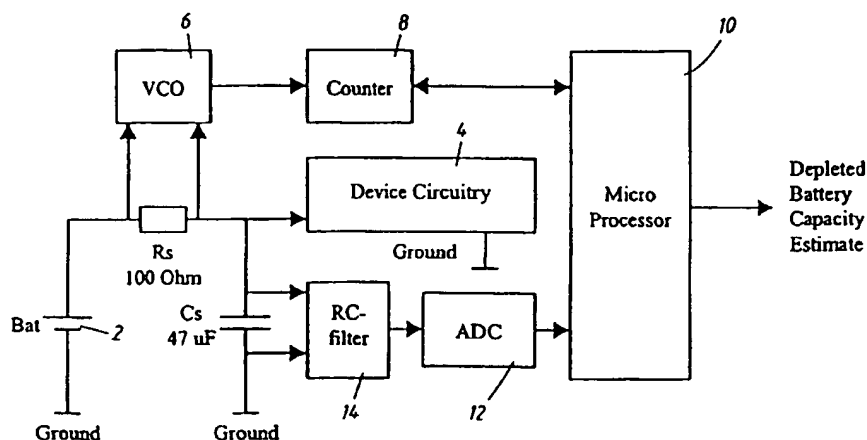 6
8
10
VCO
Counter
4
Device Circuitry
Micro
Processor
Depleted
Battery
Capacity
Estimate
Rs
100 Ohm
Ground
Bat
2
Cs
47 uF
RC-
filter
ADC
14
12
Ground
Ground